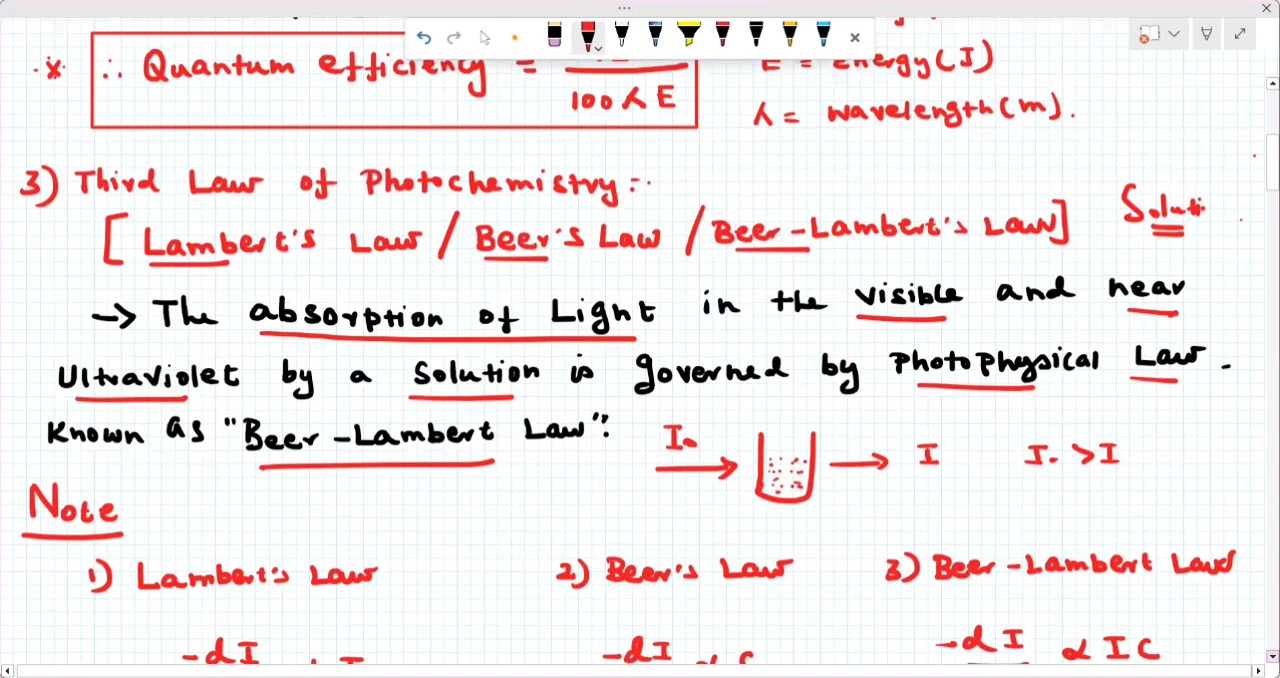 ∴ Quantum efficiency =
100 λ E
E = Energy(J)
λ = wavelength(m).
3) Third Law of Photochemistry:-
[Lambert's Law / Beer's Law / Beer-Lambert's Law]
Soluti
→ The absorption of Light in the visible and near
Ultraviolet by a Solution is governed by Photophysical Law.
Known as "Beer-Lambert Law".
I₀ → → I I₀ > I
Note
1) Lambert's Law 2) Beer's Law 3) Beer-Lambert Law
-dI -dI -dI α I C